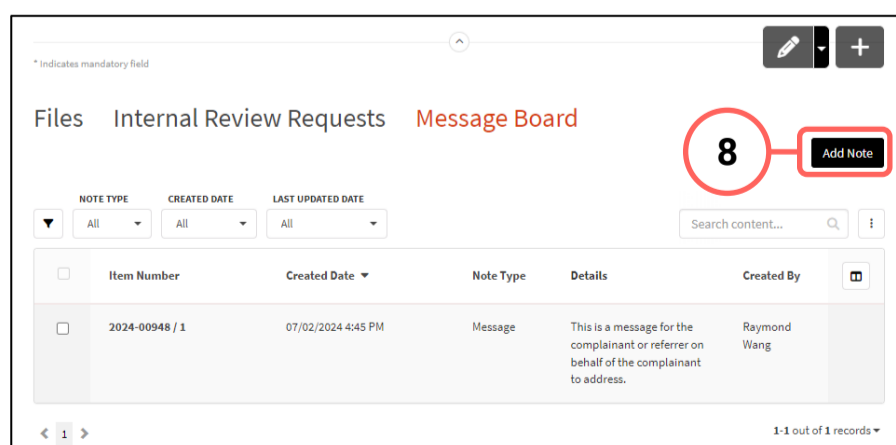 * Indicates mandatory field
Files Internal Review Requests Message Board
8
Add Note
NOTE TYPE CREATED DATE LAST UPDATED DATE
All All All Search content...
Item Number Created Date Note Type Details Created By
2024-00948 / 1 07/02/2024 4:45 PM Message This is a message for the Raymond
complainant or referrer on Wang
behalf of the complainant
to address.
1 1-1 out of 1 records